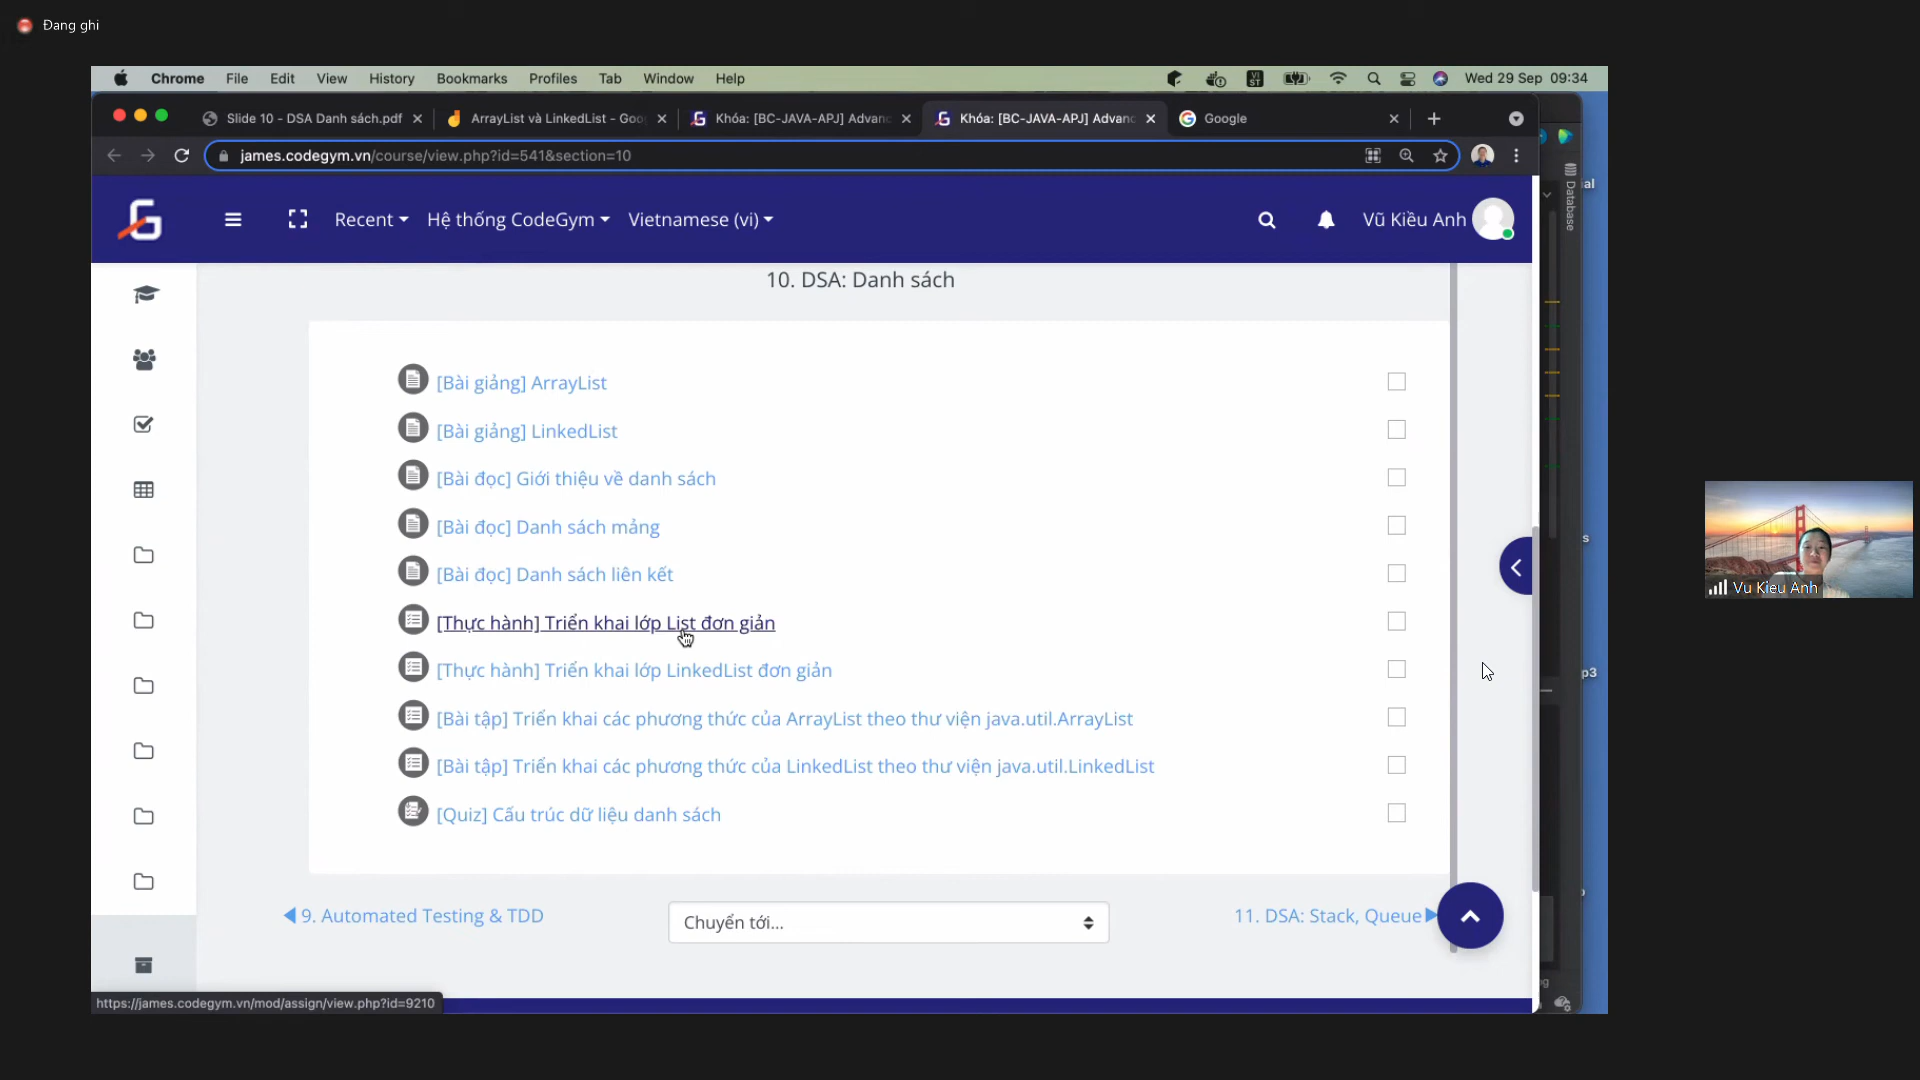 Đang ghi
Chrome File Edit View History Bookmarks Profiles Tab Window Help
Wed 29 Sep 09:34
Slide 10 - DSA Danh sách.pdf
ArrayList và LinkedList - Goo
Khóa: [BC-JAVA-APJ] Advanc
Khóa: [BC-JAVA-APJ] Advanc
Google
james.codegym.vn/course/view.php?id=541&section=10
Recent
Hệ thống CodeGym
Vietnamese (vi)
Vũ Kiều Anh
Database
al
10. DSA: Danh sách
[Bài giảng] ArrayList
[Bài giảng] LinkedList
[Bài đọc] Giới thiệu về danh sách
[Bài đọc] Danh sách mảng
[Bài đọc] Danh sách liên kết
[Thực hành] Triển khai lớp List đơn giản
[Thực hành] Triển khai lớp LinkedList đơn giản
[Bài tập] Triển khai các phương thức của ArrayList theo thư viện java.util.ArrayList
[Bài tập] Triển khai các phương thức của LinkedList theo thư viện java.util.LinkedList
[Quiz] Cấu trúc dữ liệu danh sách
s
p3
9. Automated Testing & TDD
Chuyển tới...
11. DSA: Stack, Queue
https://james.codegym.vn/mod/assign/view.php?id=9210
Vu Kieu Anh